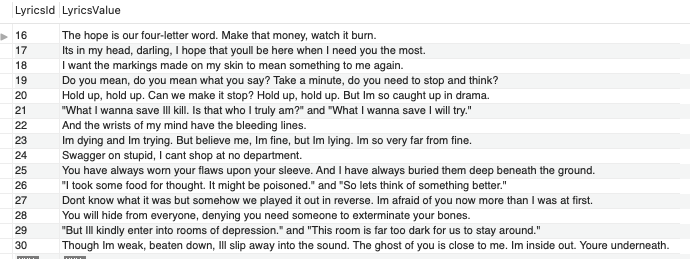 LyricsId LyricsValue
16 The hope is our four-letter word. Make that money, watch it burn.
17 Its in my head, darling, I hope that youll be here when I need you the most.
18 I want the markings made on my skin to mean something to me again.
19 Do you mean, do you mean what you say? Take a minute, do you need to stop and think?
20 Hold up, hold up. Can we make it stop? Hold up, hold up. But Im so caught up in drama.
21 "What I wanna save Ill kill. Is that who I truly am?" and "What I wanna save I will try."
22 And the wrists of my mind have the bleeding lines.
23 Im dying and Im trying. But believe me, Im fine, but Im lying. Im so very far from fine.
24 Swagger on stupid, I cant shop at no department.
25 You have always worn your flaws upon your sleeve. And I have always buried them deep beneath the ground.
26 "I took some food for thought. It might be poisoned." and "So lets think of something better."
27 Dont know what it was but somehow we played it out in reverse. Im afraid of you now more than I was at first.
28 You will hide from everyone, denying you need someone to exterminate your bones.
29 "But Ill kindly enter into rooms of depression." and "This room is far too dark for us to stay around."
30 Though Im weak, beaten down, Ill slip away into the sound. The ghost of you is close to me. Im inside out. Youre underneath.